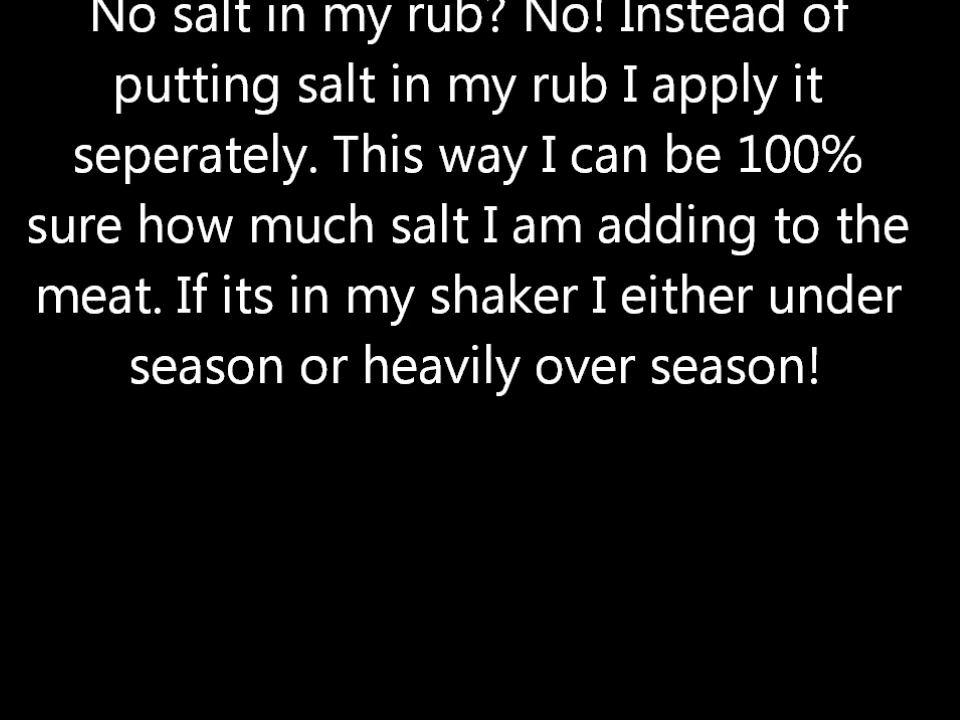 No salt in my rub? No! Instead of
putting salt in my rub I apply it
seperately. This way I can be 100%
sure how much salt I am adding to the
meat. If its in my shaker I either under
season or heavily over season!